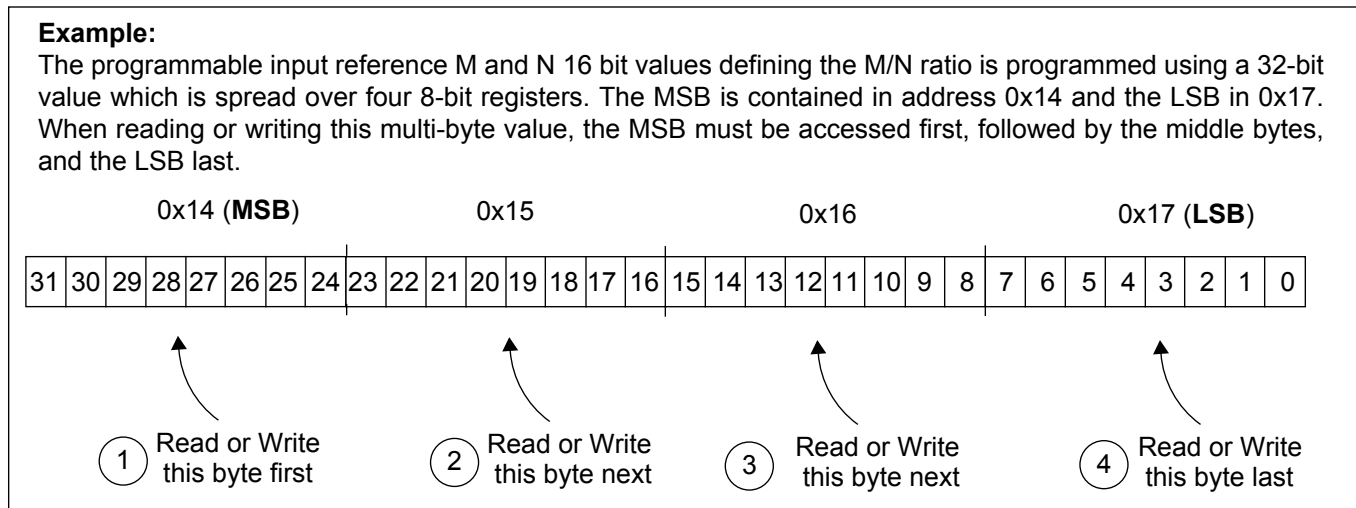 Example:
The programmable input reference M and N 16 bit values defining the M/N ratio is programmed using a 32-bit
value which is spread over four 8-bit registers. The MSB is contained in address 0x14 and the LSB in 0x17.
When reading or writing this multi-byte value, the MSB must be accessed first, followed by the middle bytes,
and the LSB last.
0x14 (MSB) 0x15 0x16 0x17 (LSB)
31 30 29 28 27 26 25 24 23 22 21 20 19 18 17 16 15 14 13 12 11 10 9 8 7 6 5 4 3 2 1 0
1 Read or Write
this byte first
2 Read or Write
this byte next
3 Read or Write
this byte next
4 Read or Write
this byte last